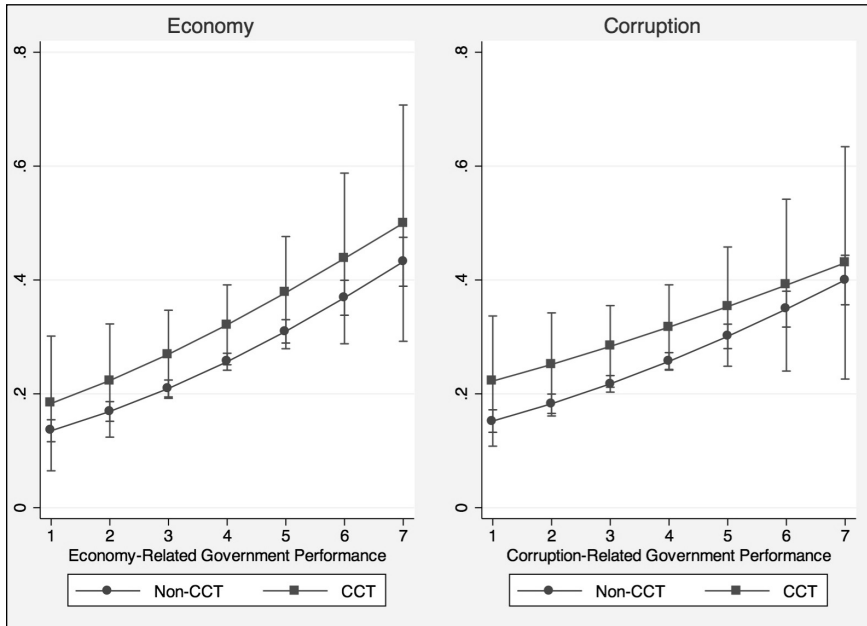 Economy
.8
.6
.4
.2
0
1 2 3 4 5 6 7
Economy-Related Government Performance
Non-CCT CCT
Corruption
.8
.6
.4
.2
0
1 2 3 4 5 6 7
Corruption-Related Government Performance
Non-CCT CCT